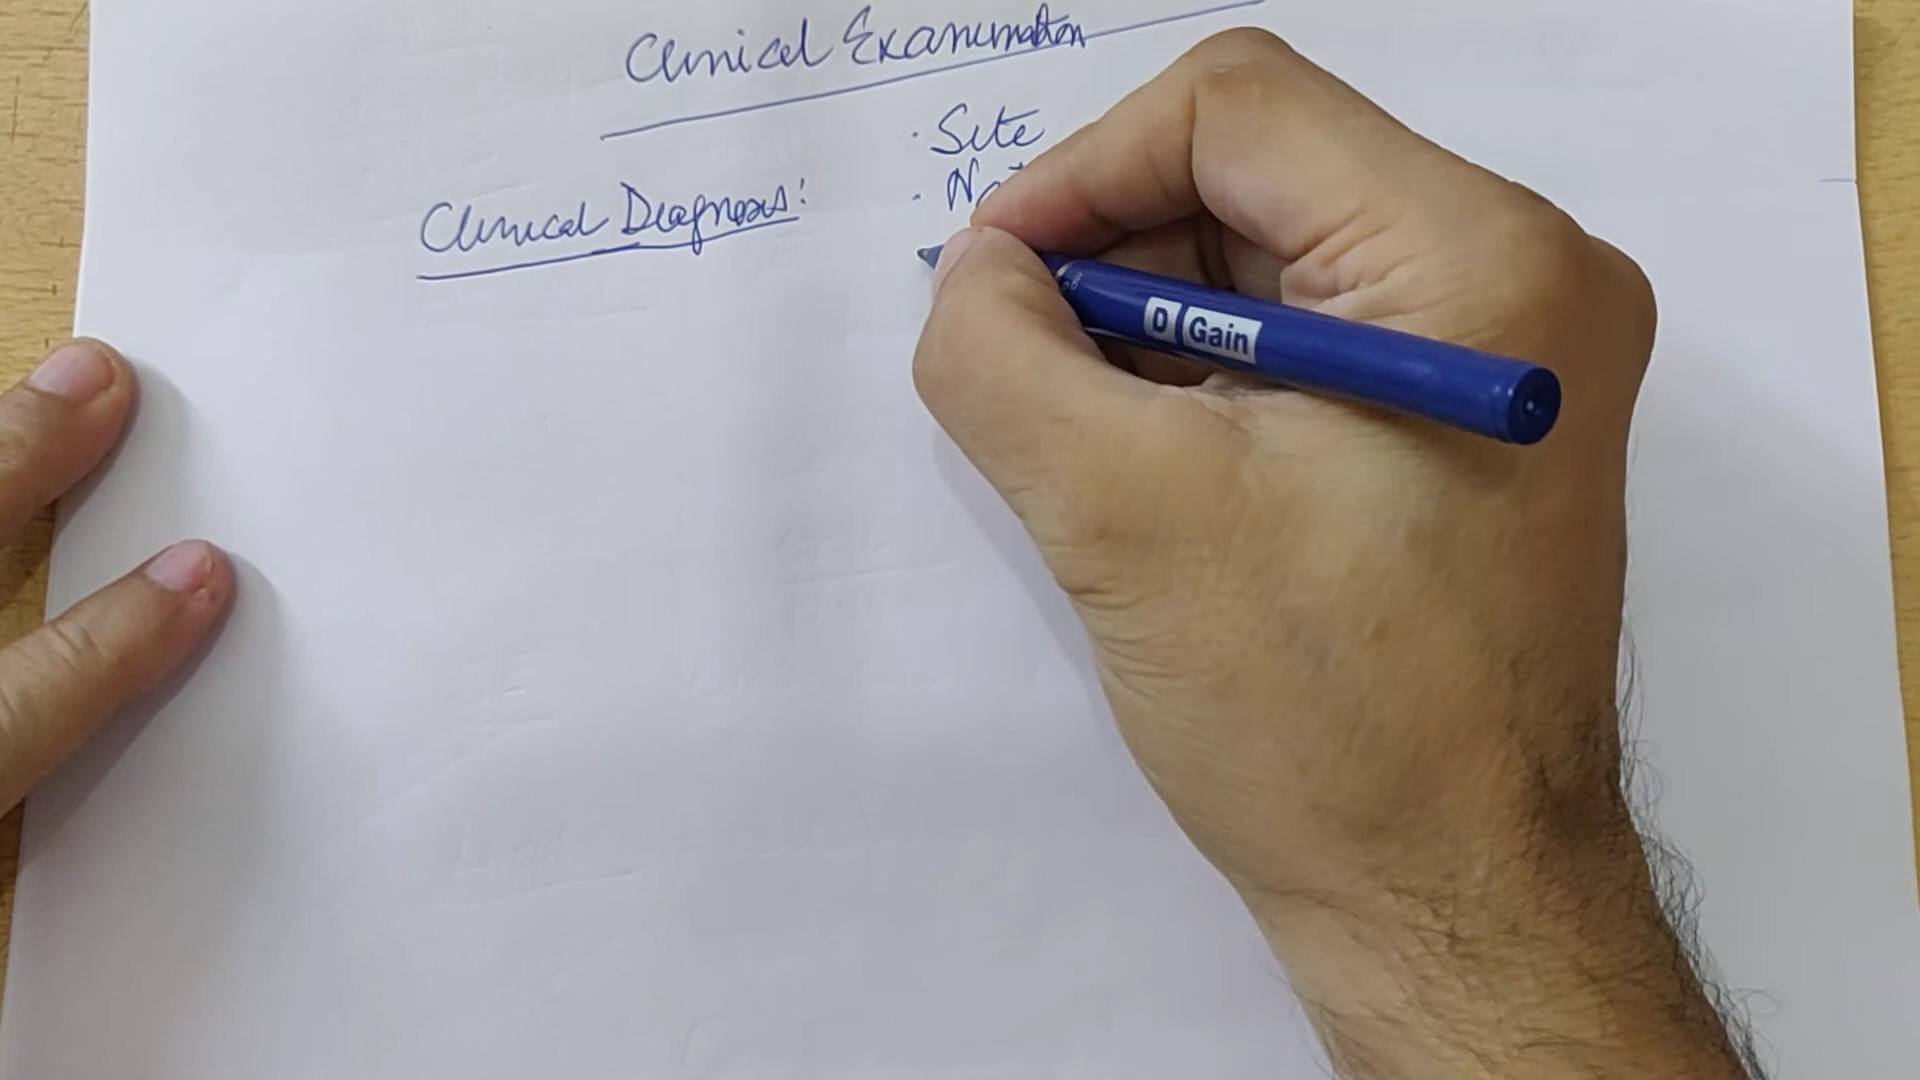 Clinical Examination
· Site
Clinical Diagnosis:
D Gain